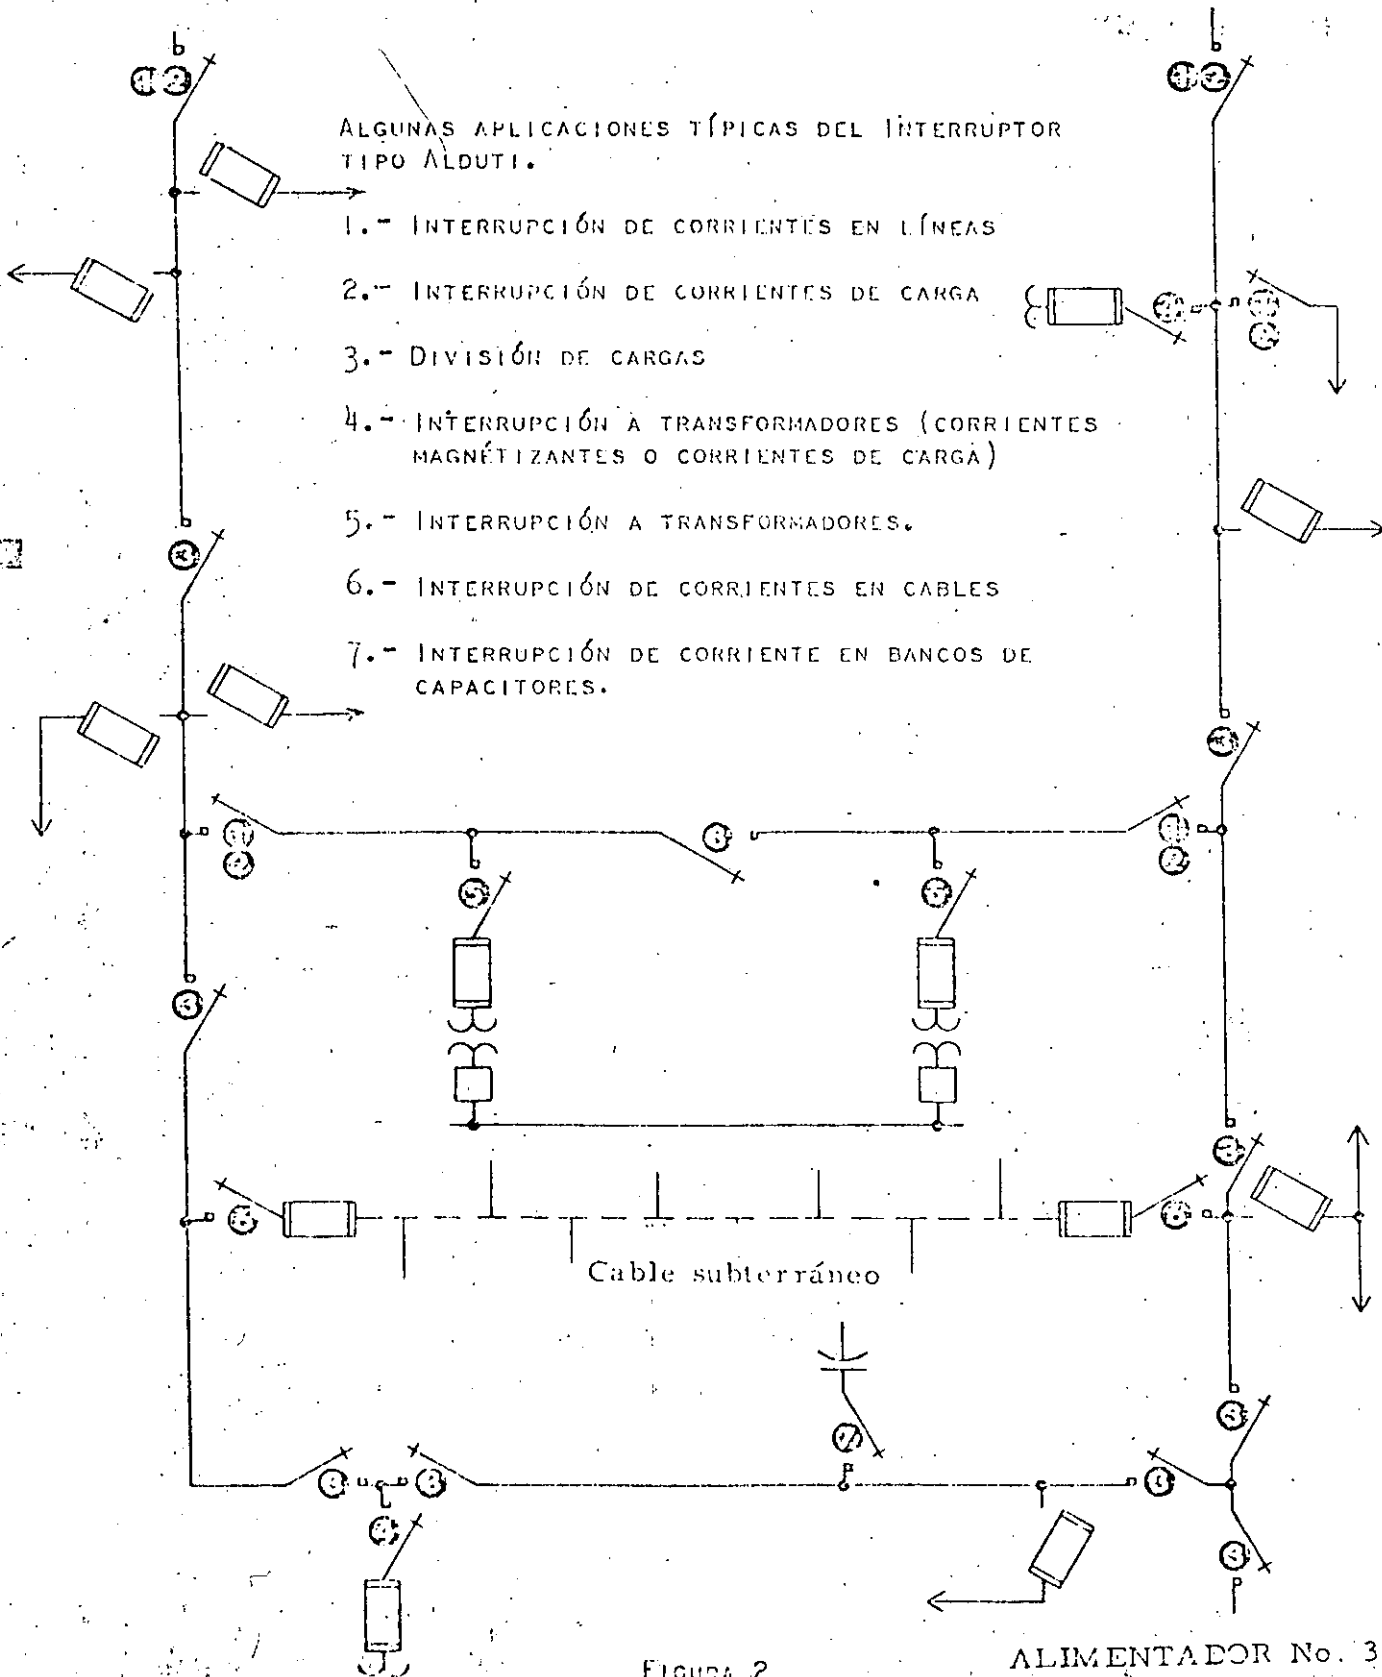 ALGUNAS APLICACIONES TÍPICAS DEL INTERRUPTOR
TIPO ALDUTI.
1.- INTERRUPCIÓN DE CORRIENTES EN LÍNEAS
2.- INTERRUPCIÓN DE CORRIENTES DE CARGA
3.- DIVISIÓN DE CARGAS
4.- INTERRUPCIÓN A TRANSFORMADORES (CORRIENTES
MAGNÉTIZANTES O CORRIENTES DE CARGA)
5.- INTERRUPCIÓN A TRANSFORMADORES.
6.- INTERRUPCIÓN DE CORRIENTES EN CABLES
7.- INTERRUPCIÓN DE CORRIENTE EN BANCOS DE
CAPACITORES.
Cable subterráneo
FIGURA 2
ALIMENTADOR No. 3